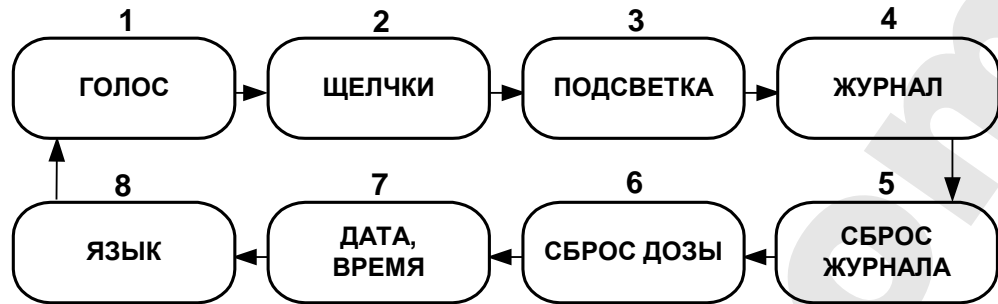 1 2 3 4
ГОЛОС ЩЕЛЧКИ ПОДСВЕТКА ЖУРНАЛ
8 7 6 5
ЯЗЫК ДАТА, ВРЕМЯ СБРОС ДОЗЫ СБРОС ЖУРНАЛА